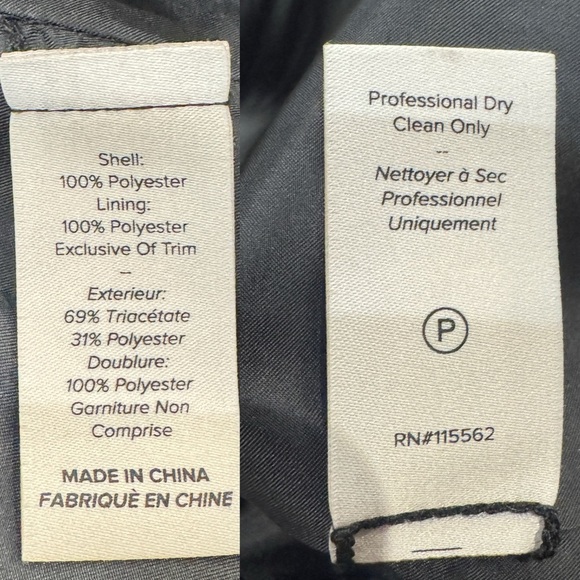 Shell:
100% Polyester
Lining:
100% Polyester
Exclusive Of Trim
--
Exterieur:
69% Triacétate
31% Polyester
Doublure:
100% Polyester
Garniture Non
Comprise
MADE IN CHINA
FABRIQUÈ EN CHINE
Professional Dry
Clean Only
--
Nettoyer à Sec
Professionnel
Uniquement
P
RN#115562